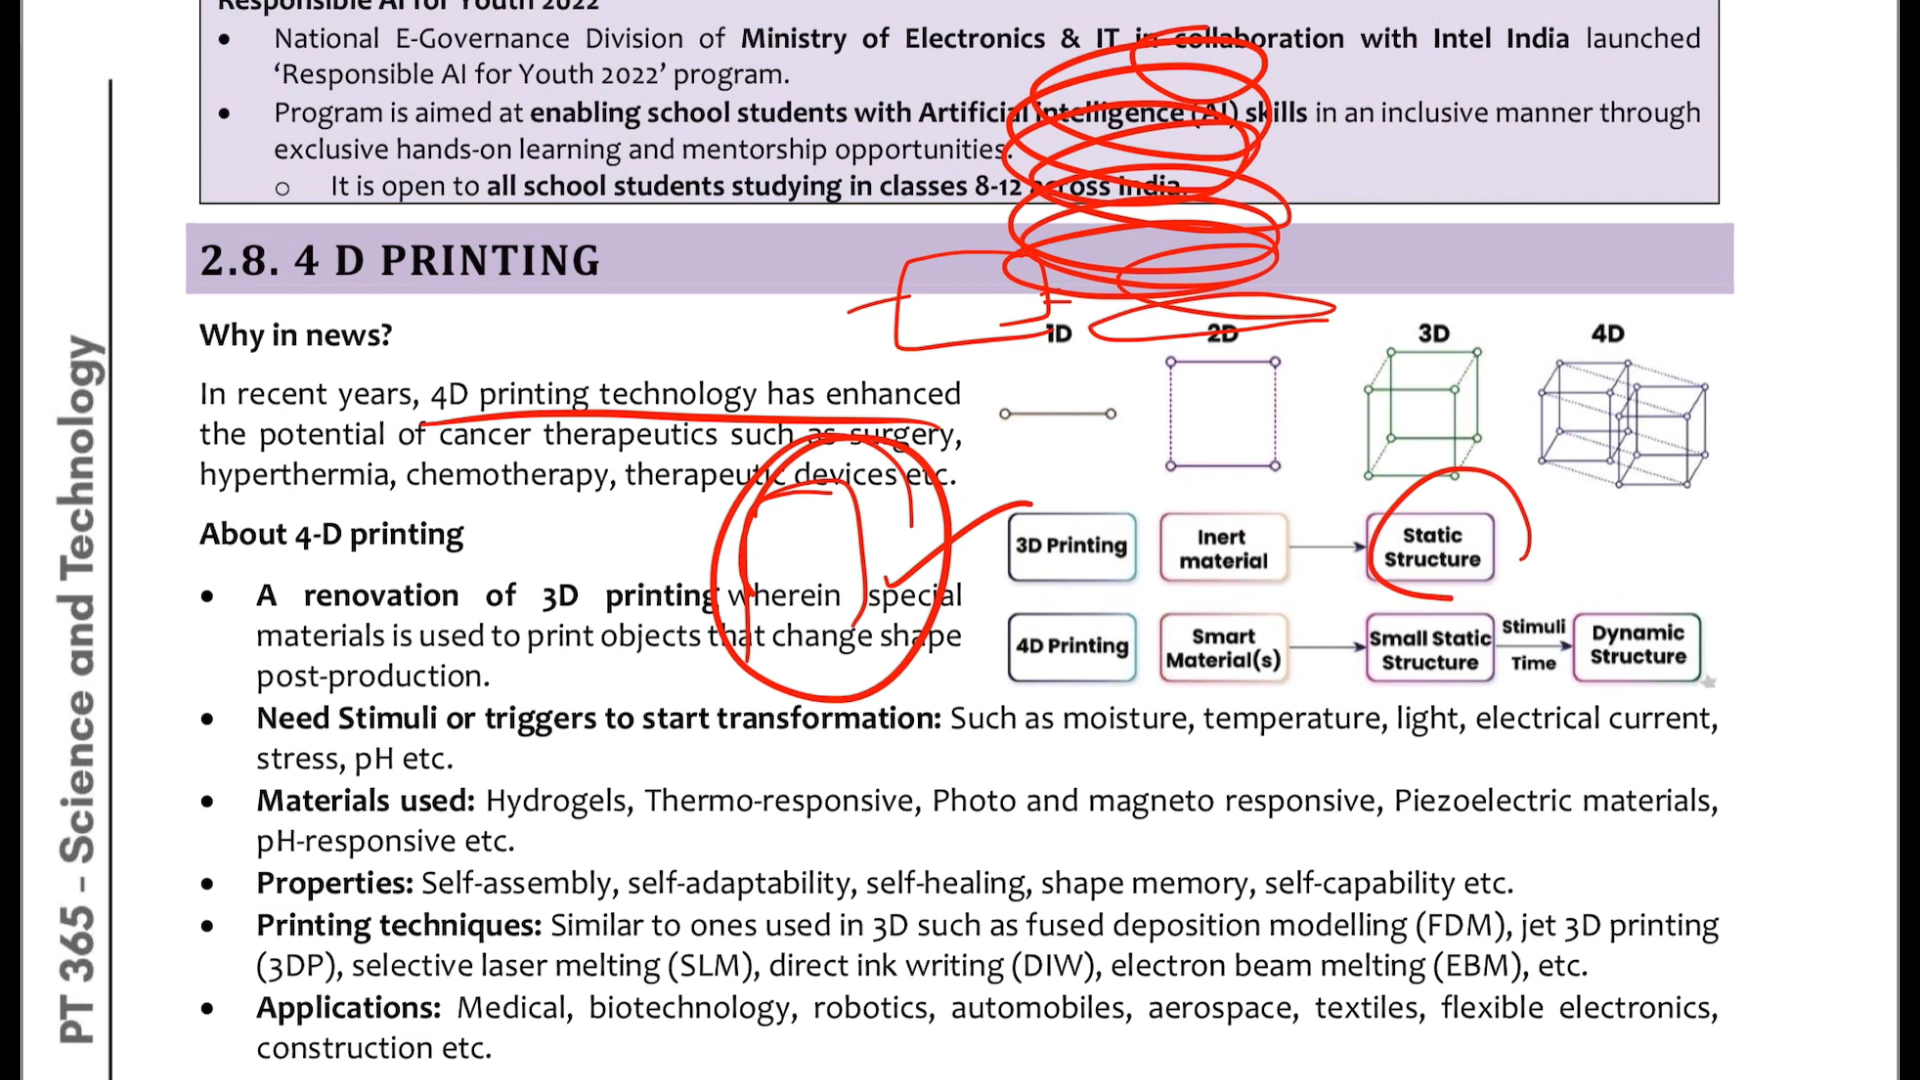 Responsible AI for Youth 2022
• National E-Governance Division of Ministry of Electronics & IT in collaboration with Intel India launched
‘Responsible AI for Youth 2022’ program.
• Program is aimed at enabling school students with Artificial Intelligence (AI) skills in an inclusive manner through
exclusive hands-on learning and mentorship opportunities.
o It is open to all school students studying in classes 8-12 across India.
2.8. 4 D PRINTING
Why in news?
In recent years, 4D printing technology has enhanced
the potential of cancer therapeutics such as surgery,
hyperthermia, chemotherapy, therapeutic devices etc.
About 4-D printing
• A renovation of 3D printing wherein special
materials is used to print objects that change shape
post-production.
1D 2D 3D 4D
3D Printing
Inert
material
Static
Structure
4D Printing
Smart
Material(s)
Small Static
Structure
Stimuli
Time
Dynamic
Structure
• Need Stimuli or triggers to start transformation: Such as moisture, temperature, light, electrical current,
stress, pH etc.
• Materials used: Hydrogels, Thermo-responsive, Photo and magneto responsive, Piezoelectric materials,
pH-responsive etc.
• Properties: Self-assembly, self-adaptability, self-healing, shape memory, self-capability etc.
• Printing techniques: Similar to ones used in 3D such as fused deposition modelling (FDM), jet 3D printing
(3DP), selective laser melting (SLM), direct ink writing (DIW), electron beam melting (EBM), etc.
• Applications: Medical, biotechnology, robotics, automobiles, aerospace, textiles, flexible electronics,
construction etc.
PT 365 - Science and Technology